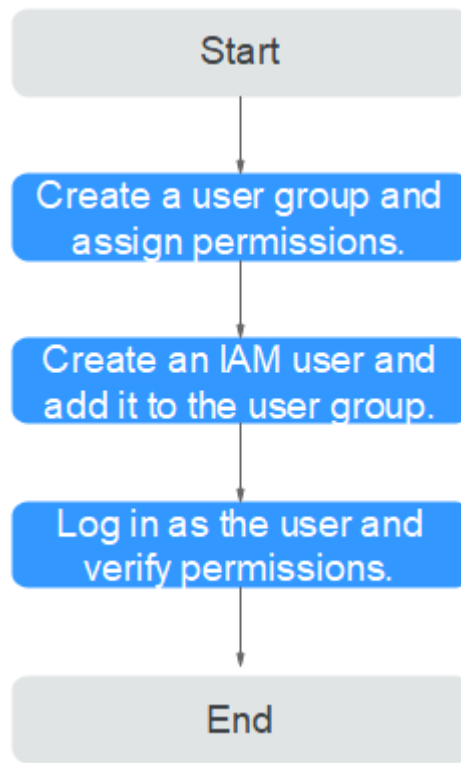 Start
Create a user group and
assign permissions.
Create an IAM user and
add it to the user group.
Log in as the user and
verify permissions.
End